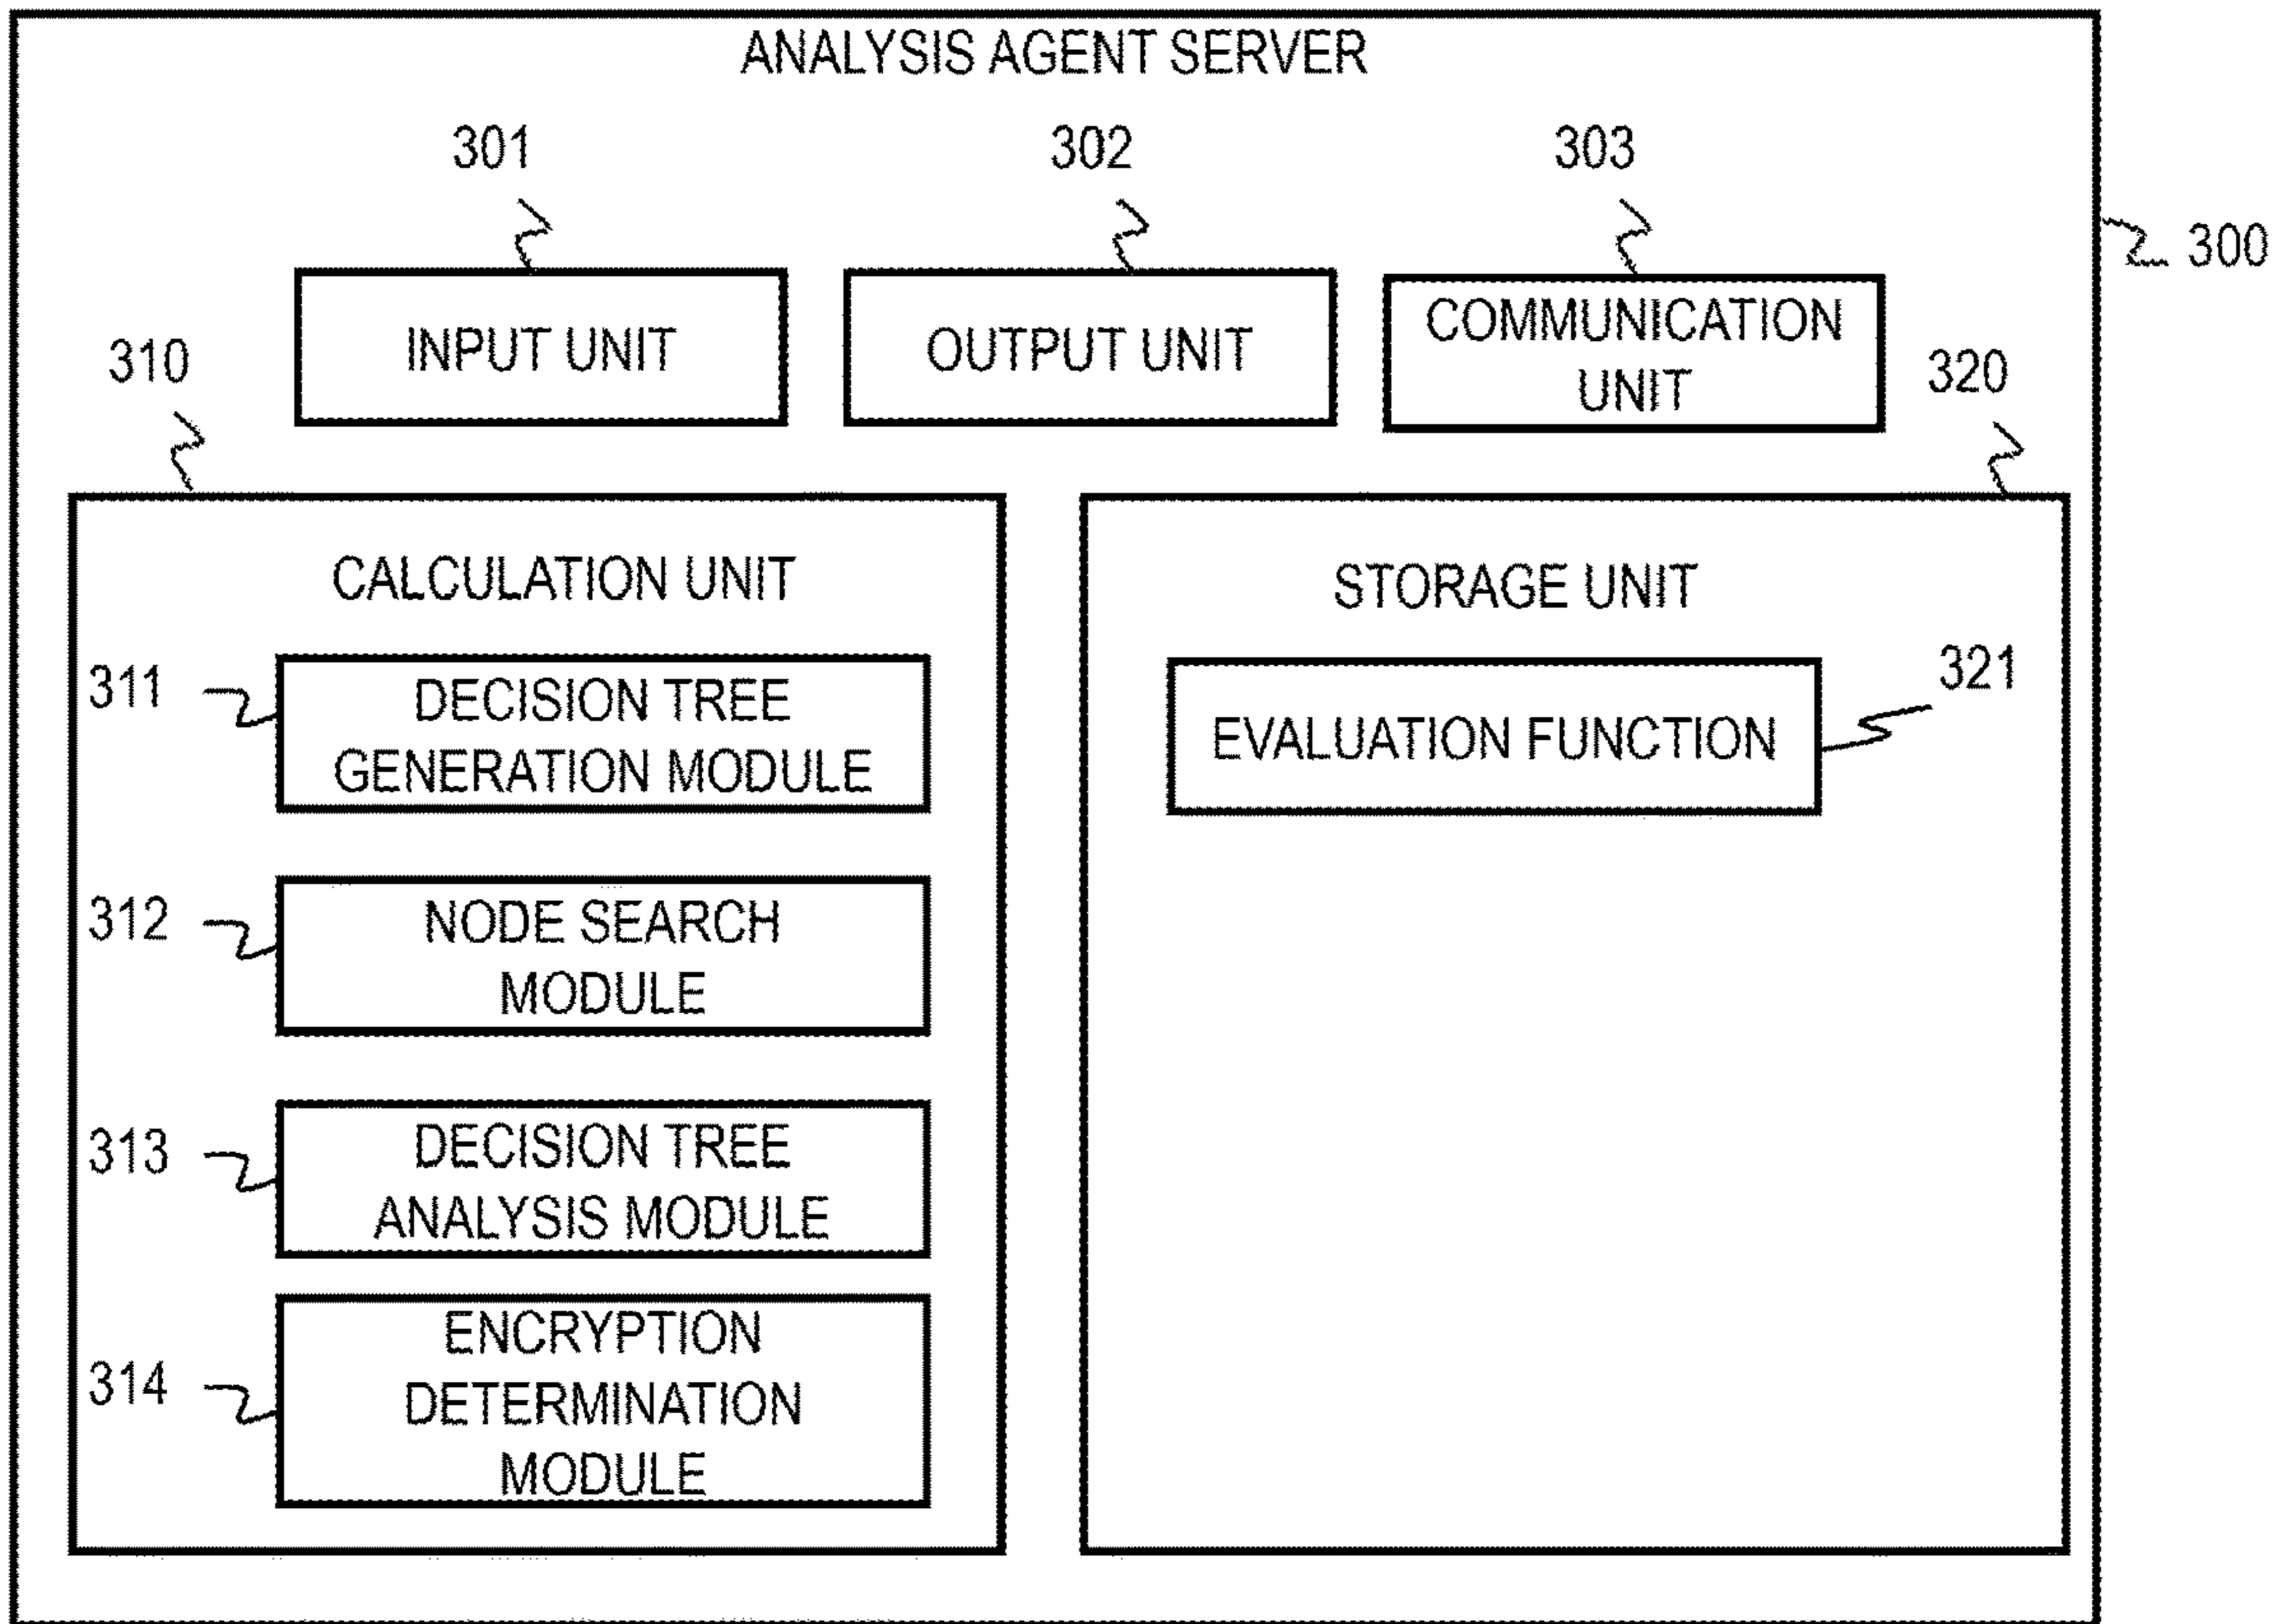 ANALYSIS AGENT SERVER
301
302
303
300
INPUT UNIT
OUTPUT UNIT
COMMUNICATION
UNIT
310
320
CALCULATION UNIT
311
DECISION TREE
GENERATION MODULE
312
NODE SEARCH
MODULE
313
DECISION TREE
ANALYSIS MODULE
314
ENCRYPTION
DETERMINATION
MODULE
STORAGE UNIT
EVALUATION FUNCTION
321